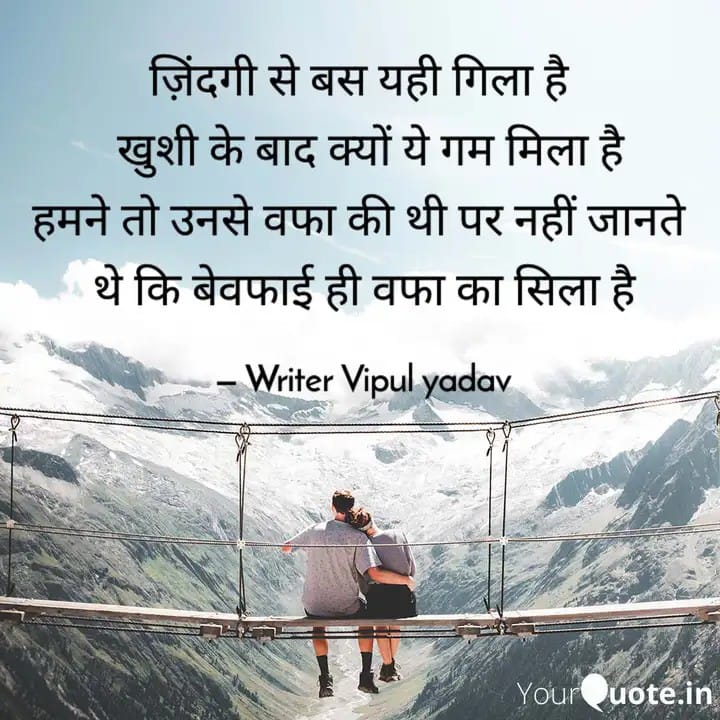 ज़िंदगी से बस यही गिला है
खुशी के बाद क्यों ये गम मिला है
हमने तो उनसे वफा की थी पर नहीं जानते
थे कि बेवफाई ही वफा का सिला है
– Writer Vipul yadav
YourQuote.in